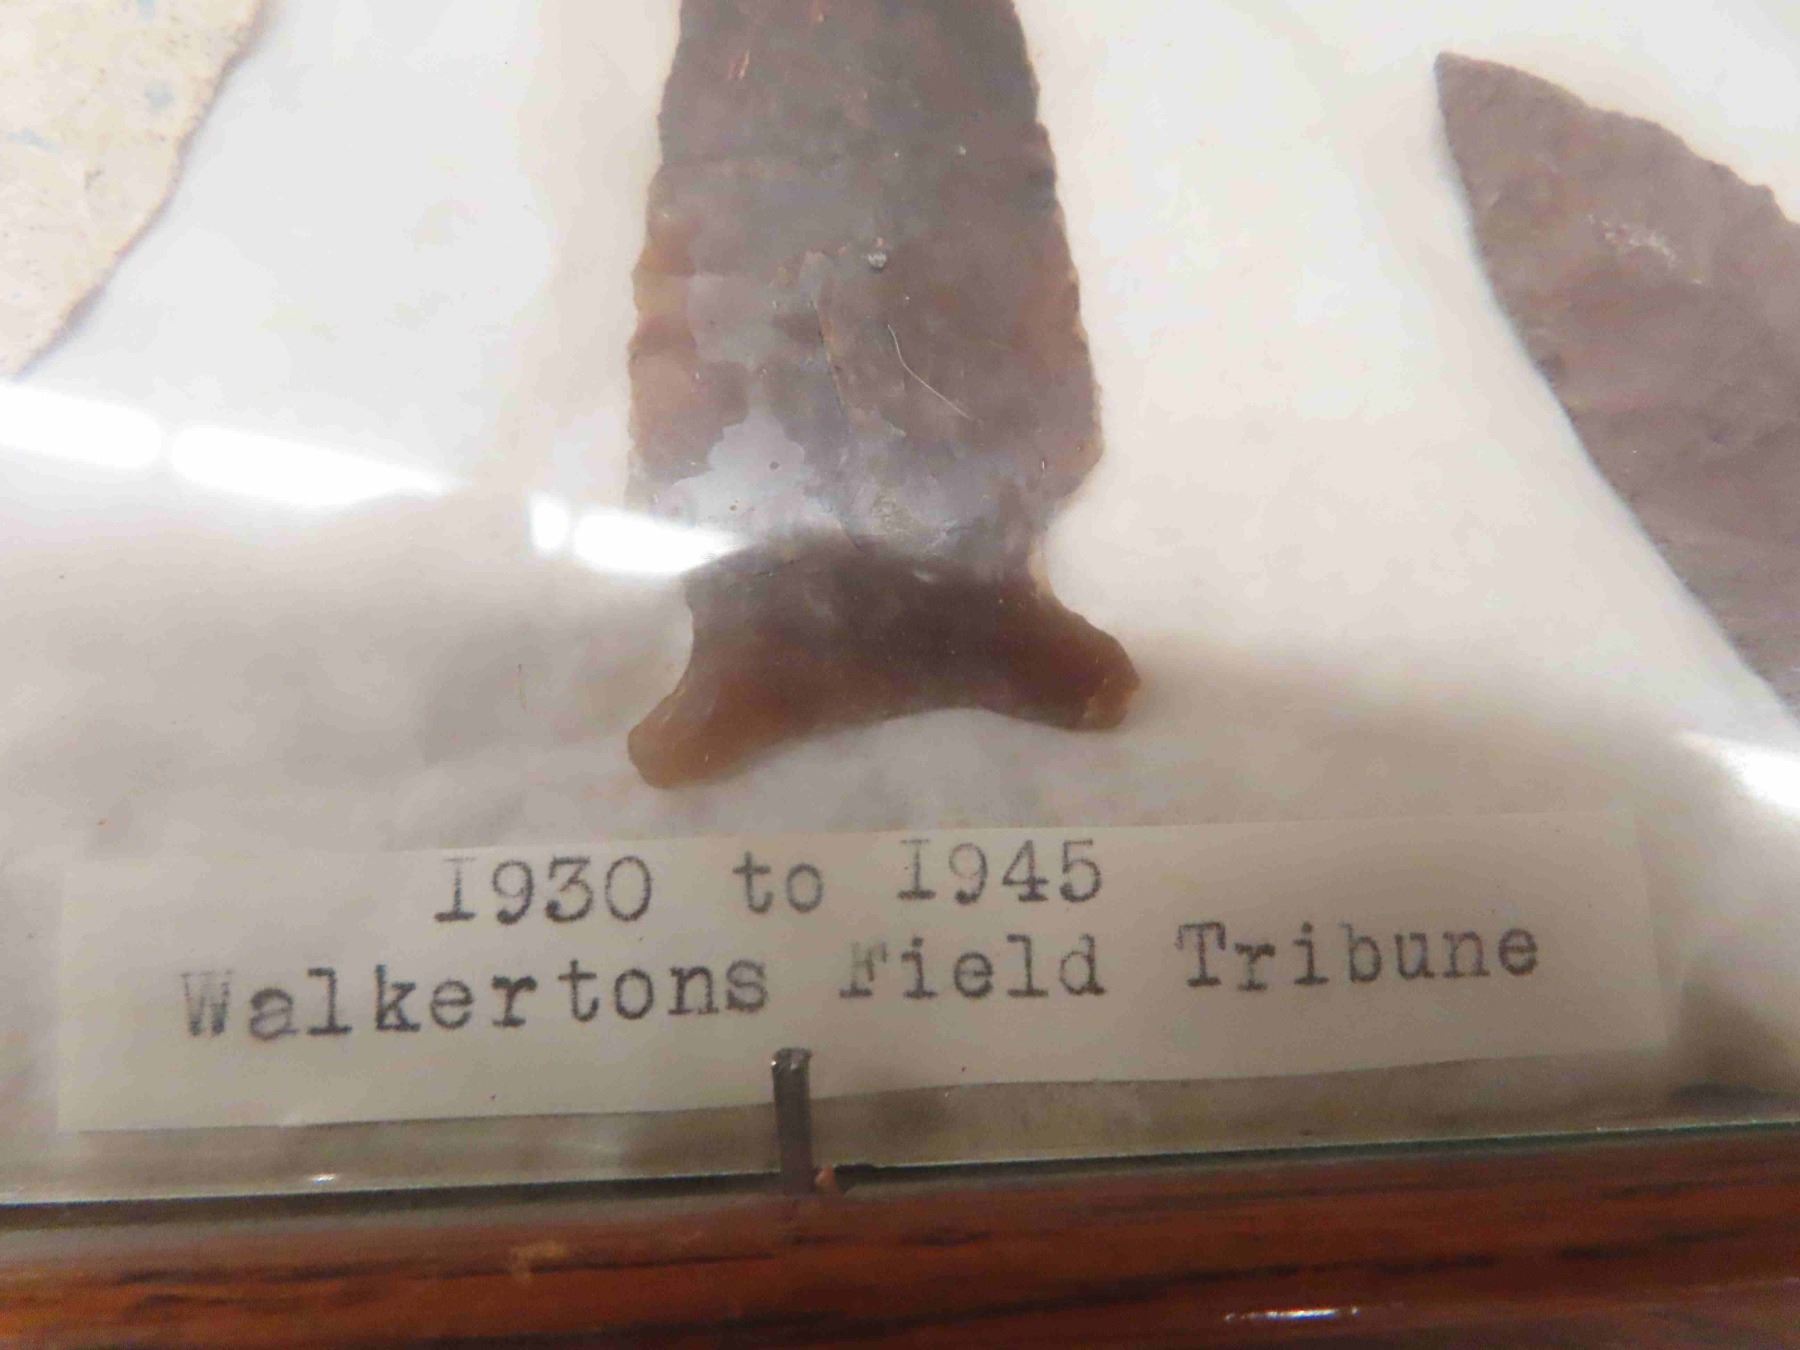 1930 to 1945
Walkertons Field Tribune